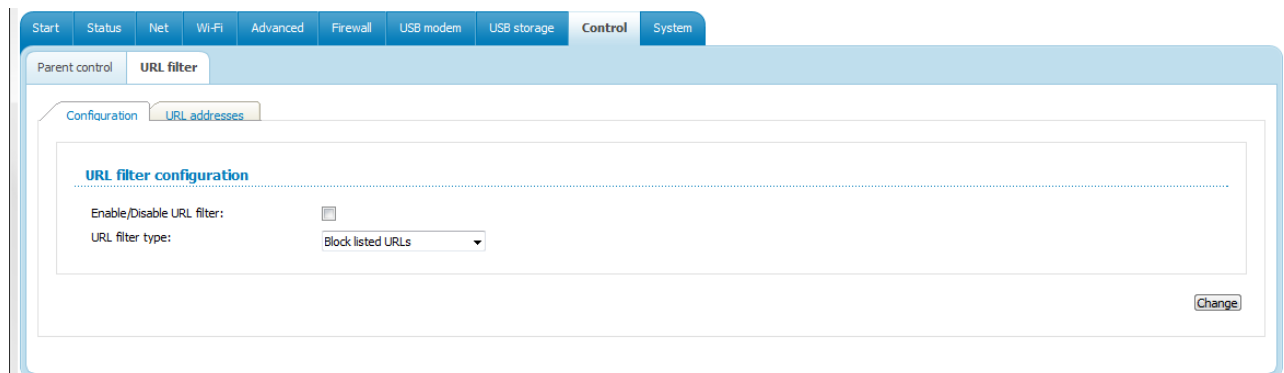 Start Status Net Wi-Fi Advanced Firewall USB modem USB storage Control System
Parent control URL filter
Configuration URL addresses
URL filter configuration
Enable/Disable URL filter:
URL filter type: Block listed URLs
Change